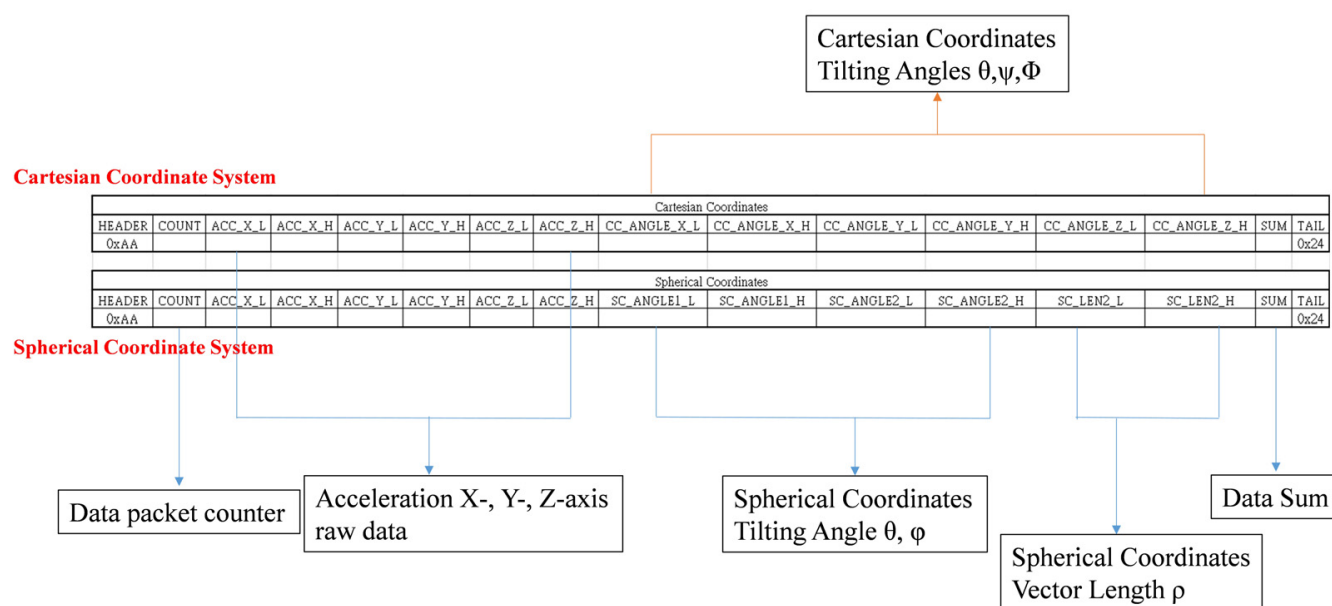 Cartesian Coordinates
Tilting Angles θ,ψ,Φ
Cartesian Coordinate System
Cartesian Coordinates
HEADER COUNT ACC_X_L ACC_X_H ACC_Y_L ACC_Y_H ACC_Z_L ACC_Z_H CC_ANGLE_X_L CC_ANGLE_X_H CC_ANGLE_Y_L CC_ANGLE_Y_H CC_ANGLE_Z_L CC_ANGLE_Z_H SUM TAIL
0xAA 0x24
Spherical Coordinates
HEADER COUNT ACC_X_L ACC_X_H ACC_Y_L ACC_Y_H ACC_Z_L ACC_Z_H SC_ANGLE1_L SC_ANGLE1_H SC_ANGLE2_L SC_ANGLE2_H SC_LEN2_L SC_LEN2_H SUM TAIL
0xAA 0x24
Spherical Coordinate System
Data packet counter
Acceleration X-, Y-, Z-axis
raw data
Spherical Coordinates
Tilting Angle θ, φ
Data Sum
Spherical Coordinates
Vector Length ρ